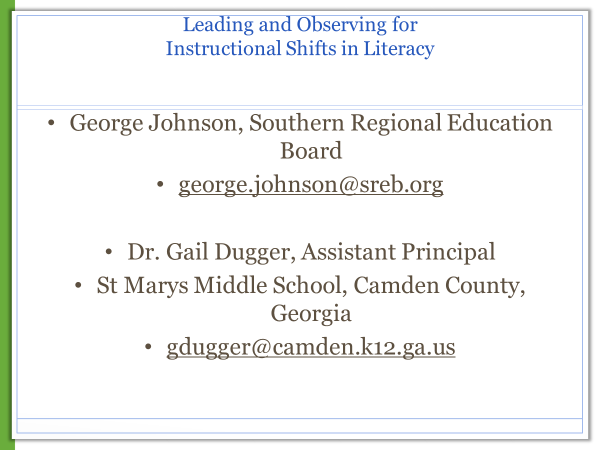 Leading and Observing for
Instructional Shifts in Literacy
• George Johnson, Southern Regional Education
Board
• george.johnson@sreb.org
• Dr. Gail Dugger, Assistant Principal
• St Marys Middle School, Camden County,
Georgia
• gdugger@camden.k12.ga.us